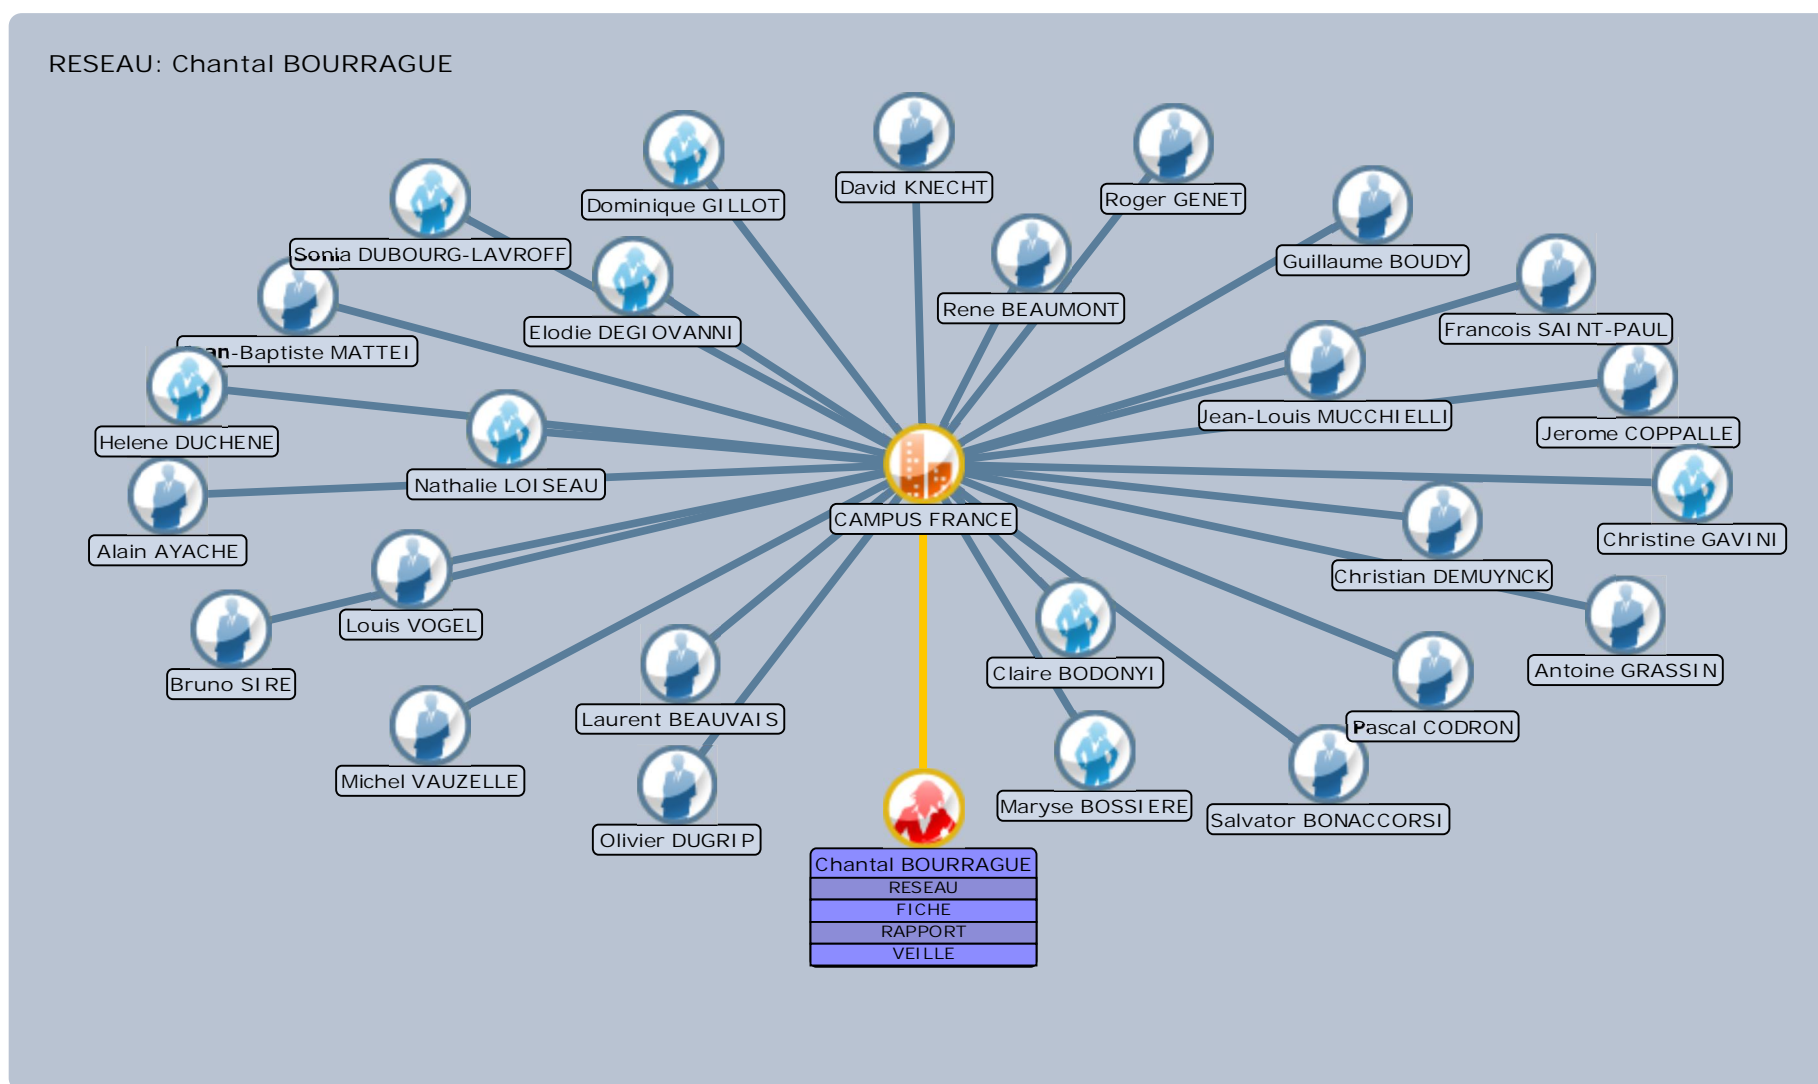 RESEAU: Chantal BOURRAGUE
David KNECHT
Roger GENET
Dominique GILLOT
Sonia DUBOURG-LAVROFF
Guillaume BOUDY
Rene BEAUMONT
Francois SAINT-PAUL
Elodie DEGIOVANNI
an-Baptiste MATTEI
Jean-Louis MUCCHIELLI
Jerome COPPALLE
Helene DUCHENE
Nathalie LOISEAU
CAMPUS FRANCE
Christine GAVINI
Alain AYACHE
Christian DEMUYNCK
Louis VOGEL
Antoine GRASSIN
Claire BODONYI
Bruno SIRE
Laurent BEAUVAIS
Pascal CODRON
Michel VAUZELLE
Maryse BOSSIERE
Salvator BONACCORSI
Olivier DUGRIP
Chantal BOURRAGUE
RESEAU
FICHE
RAPPORT
VEILLE